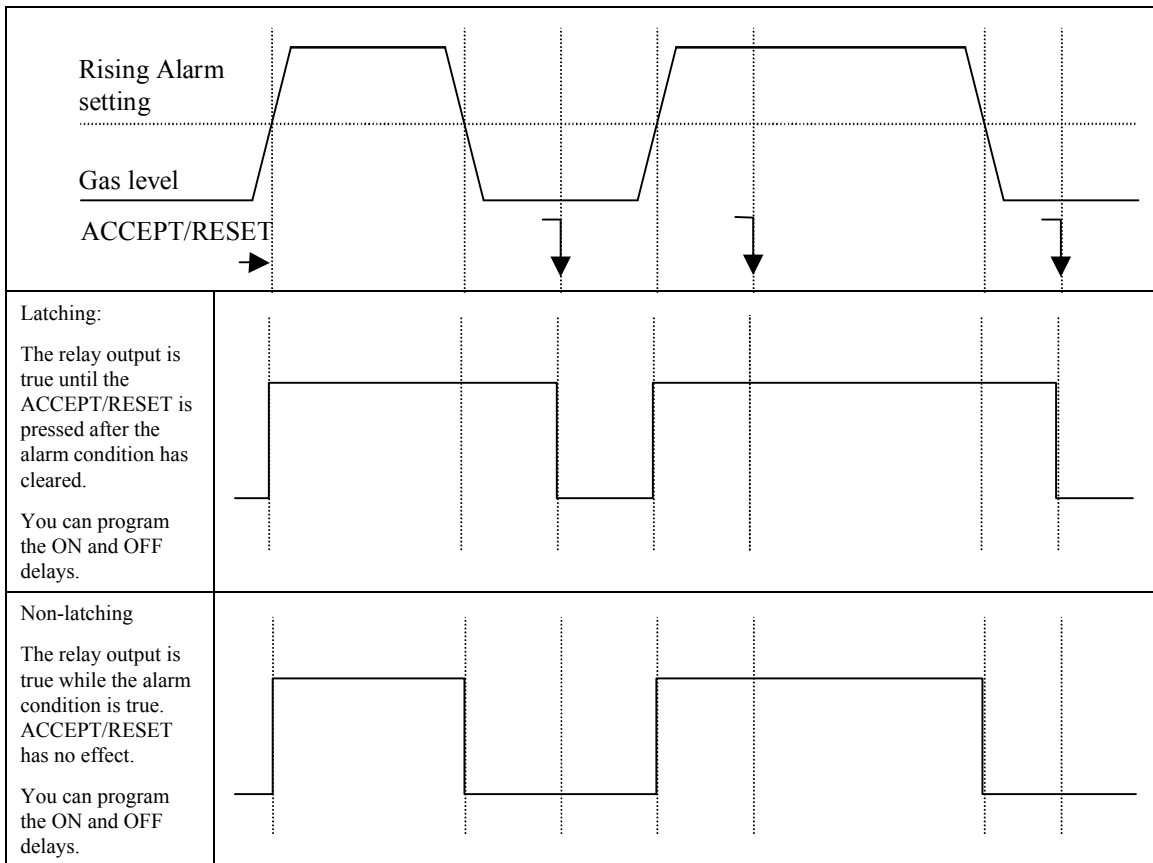 Rising Alarm
setting
Gas level
ACCEPT/RESET
Latching:
The relay output is
true until the
ACCEPT/RESET is
pressed after the
alarm condition has
cleared.
You can program
the ON and OFF
delays.
Non-latching
The relay output is
true while the alarm
condition is true.
ACCEPT/RESET
has no effect.
You can program
the ON and OFF
delays.